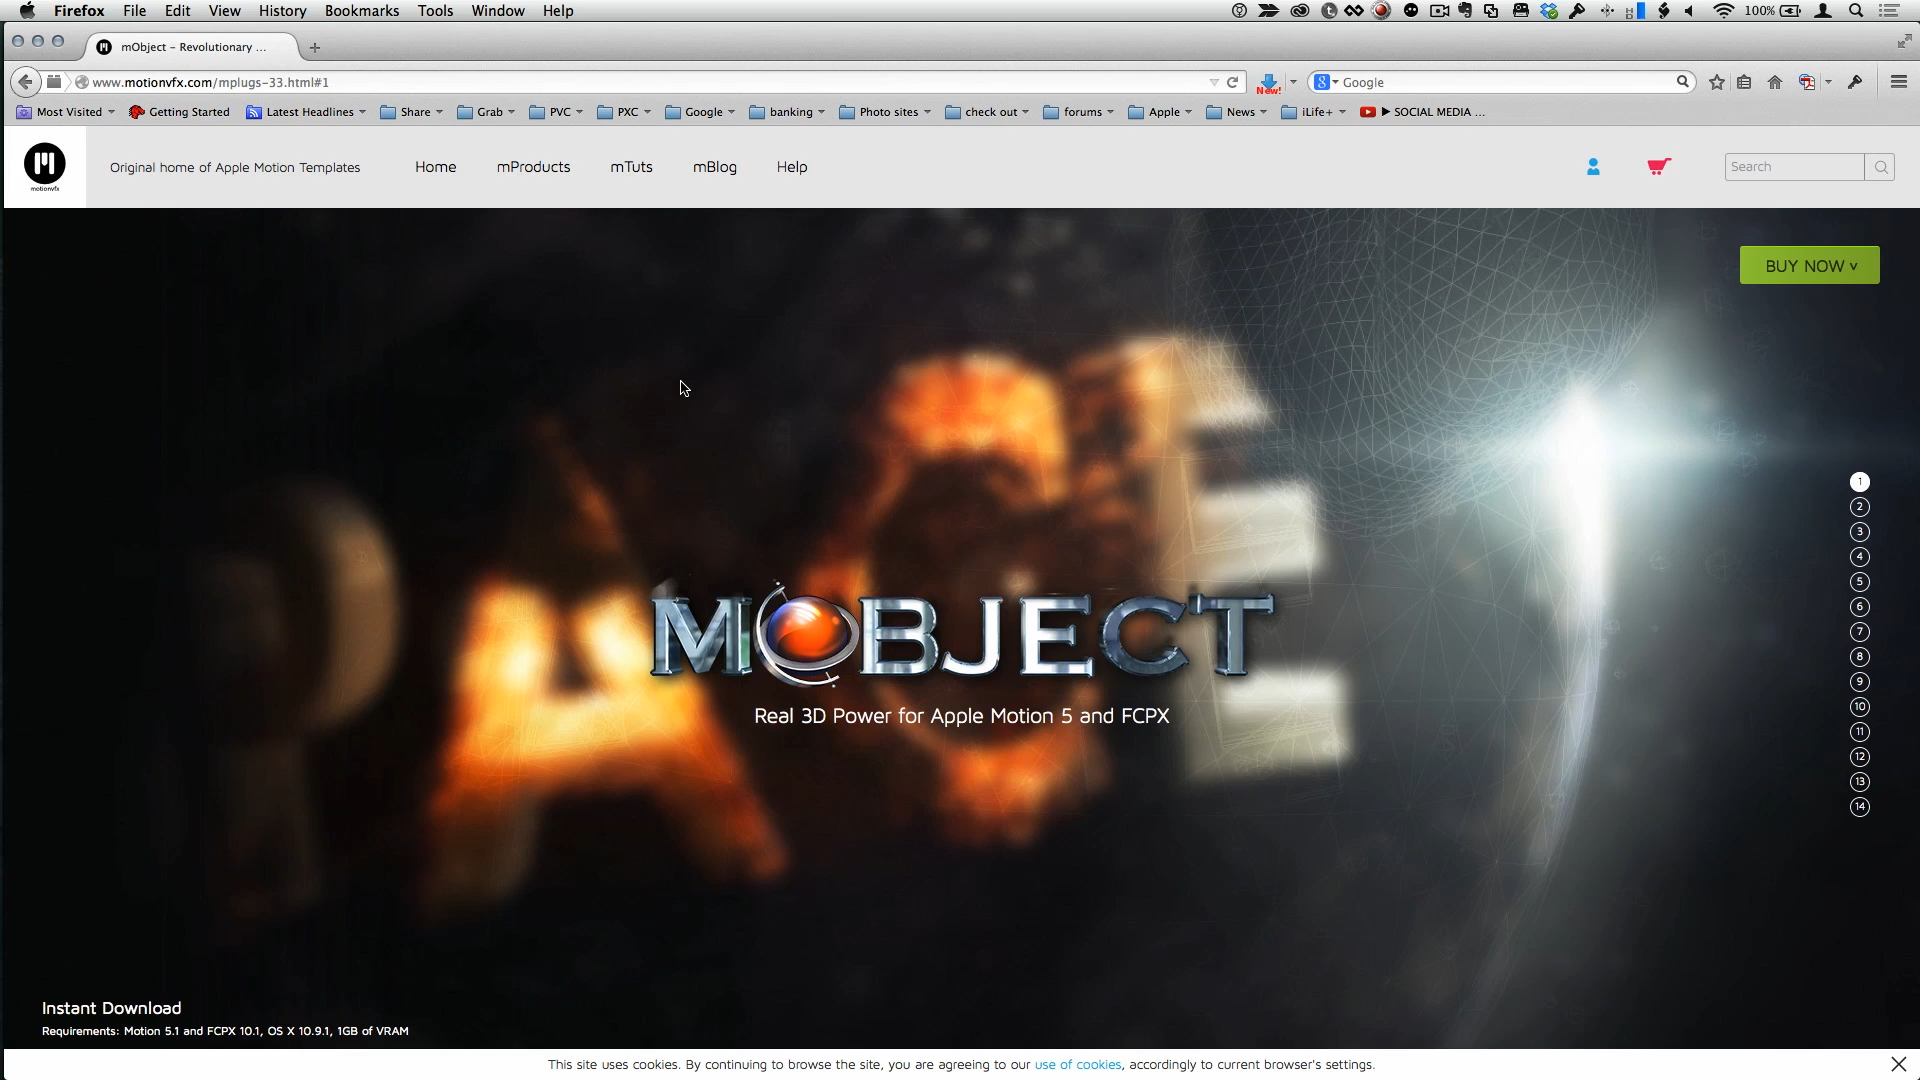 Firefox File Edit View History Bookmarks Tools Window Help 100%
mObject – Revolutionary ...
www.motionvfx.com/mplugs-33.html#1 New! Google
Most Visited Getting Started Latest Headlines Share Grab PVC PXC Google banking Photo sites check out forums Apple News iLife+ SOCIAL MEDIA ...
motionvfx
Original home of Apple Motion Templates Home mProducts mTuts mBlog Help Search
BUY NOW
PACE
MOBJECT
Real 3D Power for Apple Motion 5 and FCPX
1
2
3
4
5
6
7
8
9
10
11
12
13
14
Instant Download
Requirements: Motion 5.1 and FCPX 10.1, OS X 10.9.1, 1GB of VRAM
This site uses cookies. By continuing to browse the site, you are agreeing to our use of cookies, accordingly to current browser's settings.